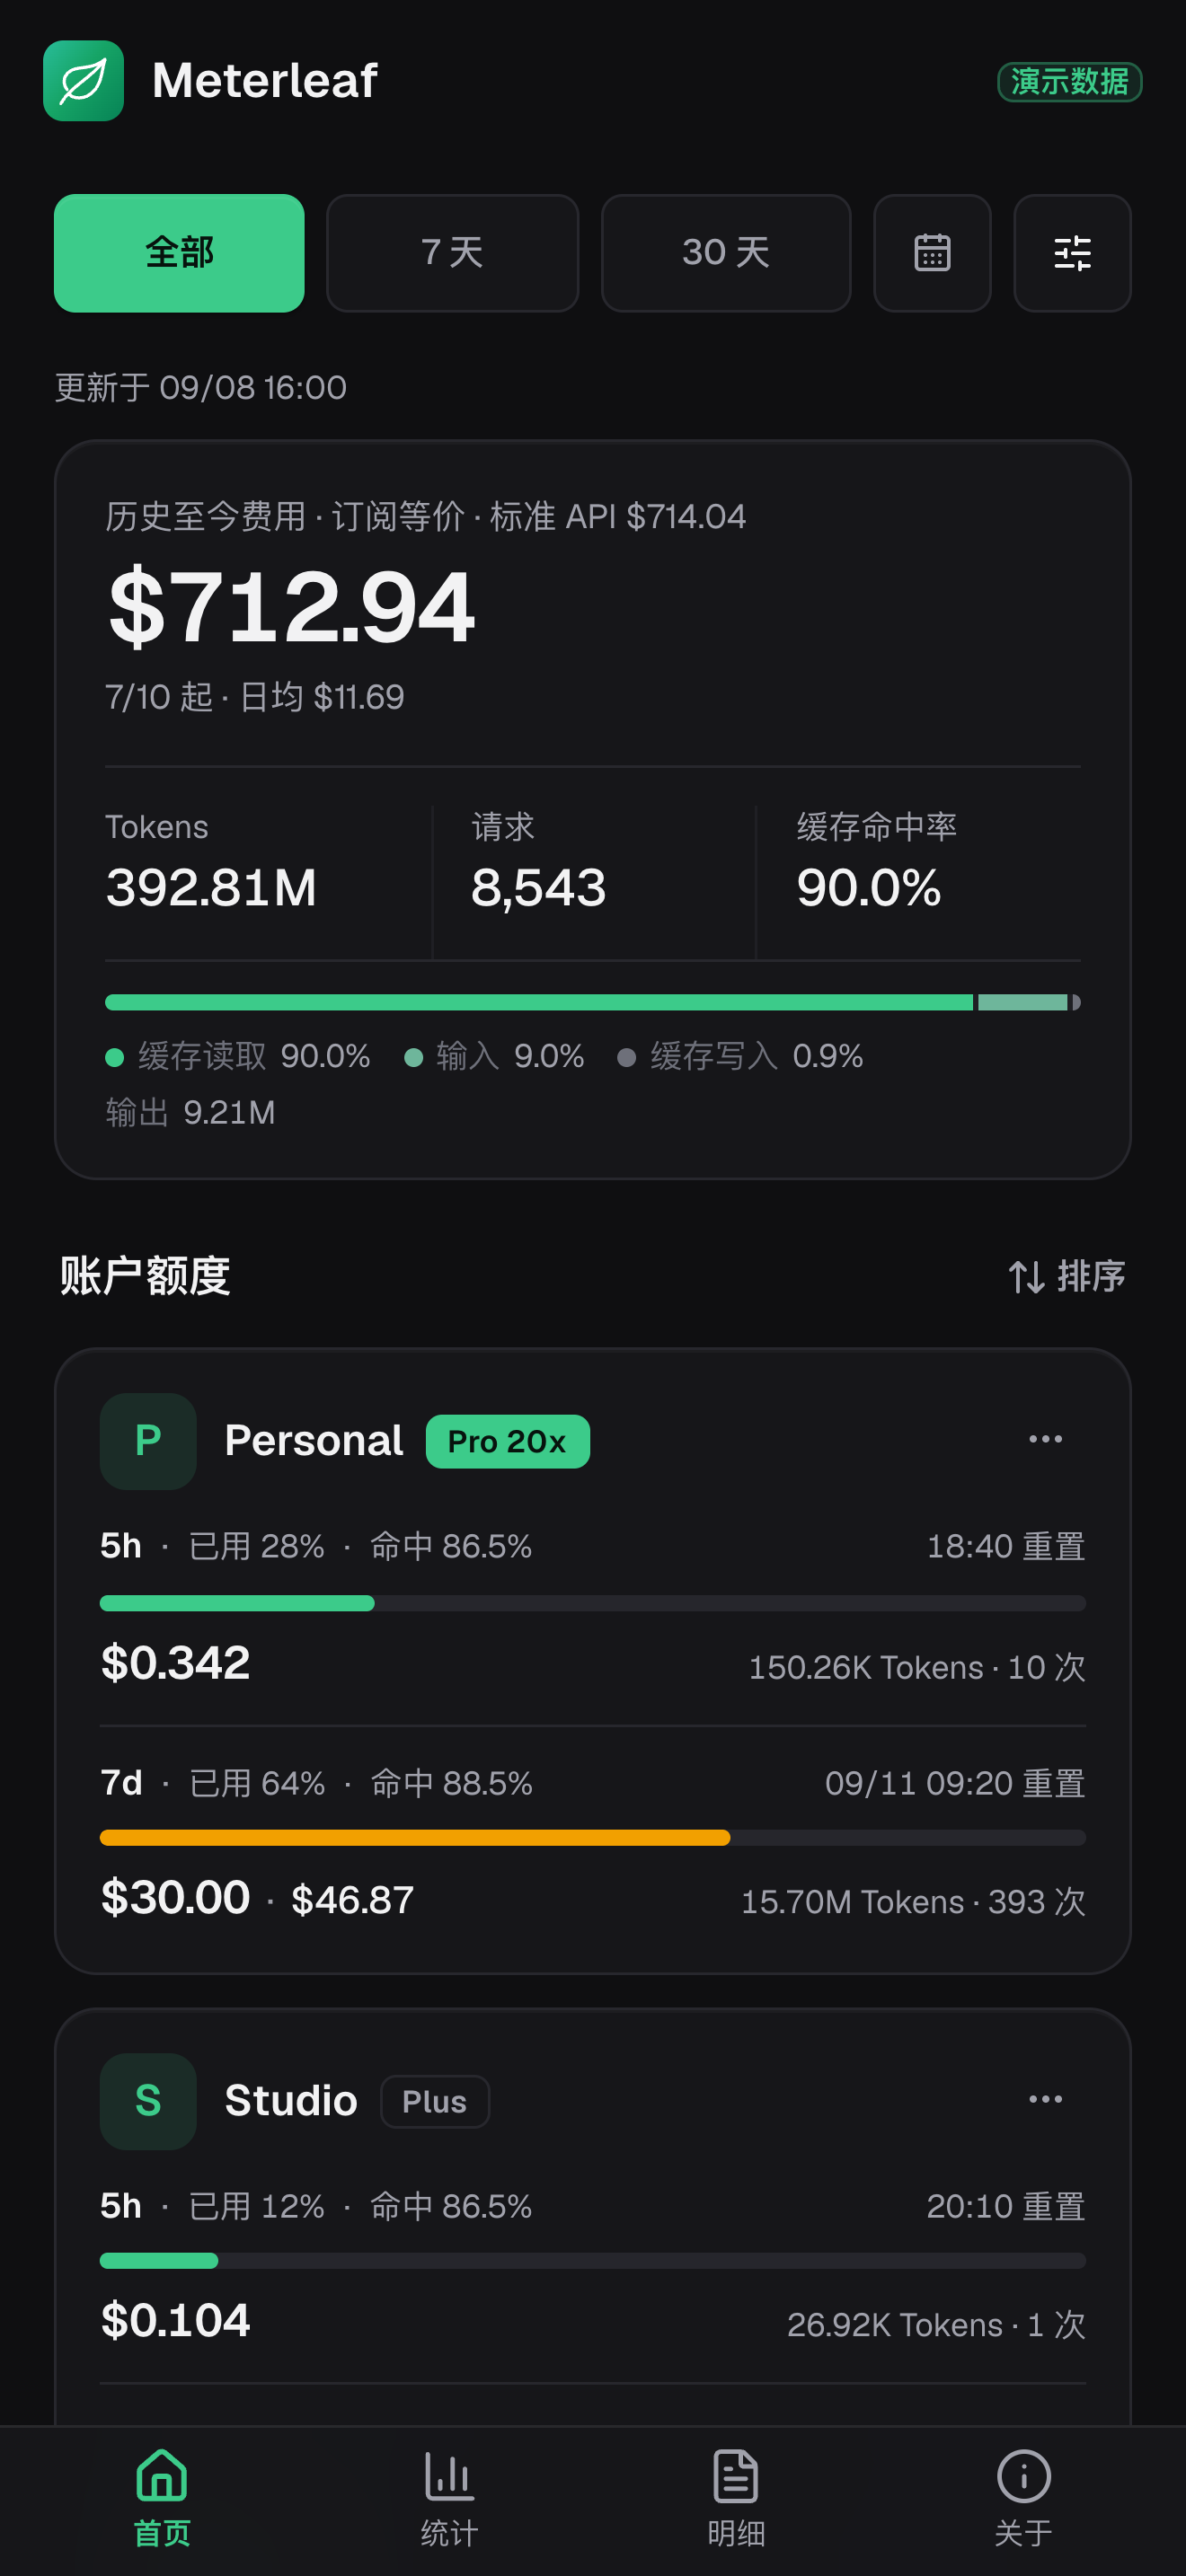 Meterleaf 演示数据
全部 7 天 30 天
更新于 09/08 16:00
历史至今费用 · 订阅等价 · 标准 API $714.04
$712.94
7/10 起 · 日均 $11.69
Tokens 请求 缓存命中率
392.81M 8,543 90.0%
缓存读取 90.0% 输入 9.0% 缓存写入 0.9%
输出 9.21M
账户额度 排序
P Personal Pro 20x
5h · 已用 28% · 命中 86.5% 18:40 重置
$0.342 150.26K Tokens · 10 次
7d · 已用 64% · 命中 88.5% 09/11 09:20 重置
$30.00 · $46.87 15.70M Tokens · 393 次
S Studio Plus
5h · 已用 12% · 命中 86.5% 20:10 重置
$0.104 26.92K Tokens · 1 次
首页 统计 明细 关于